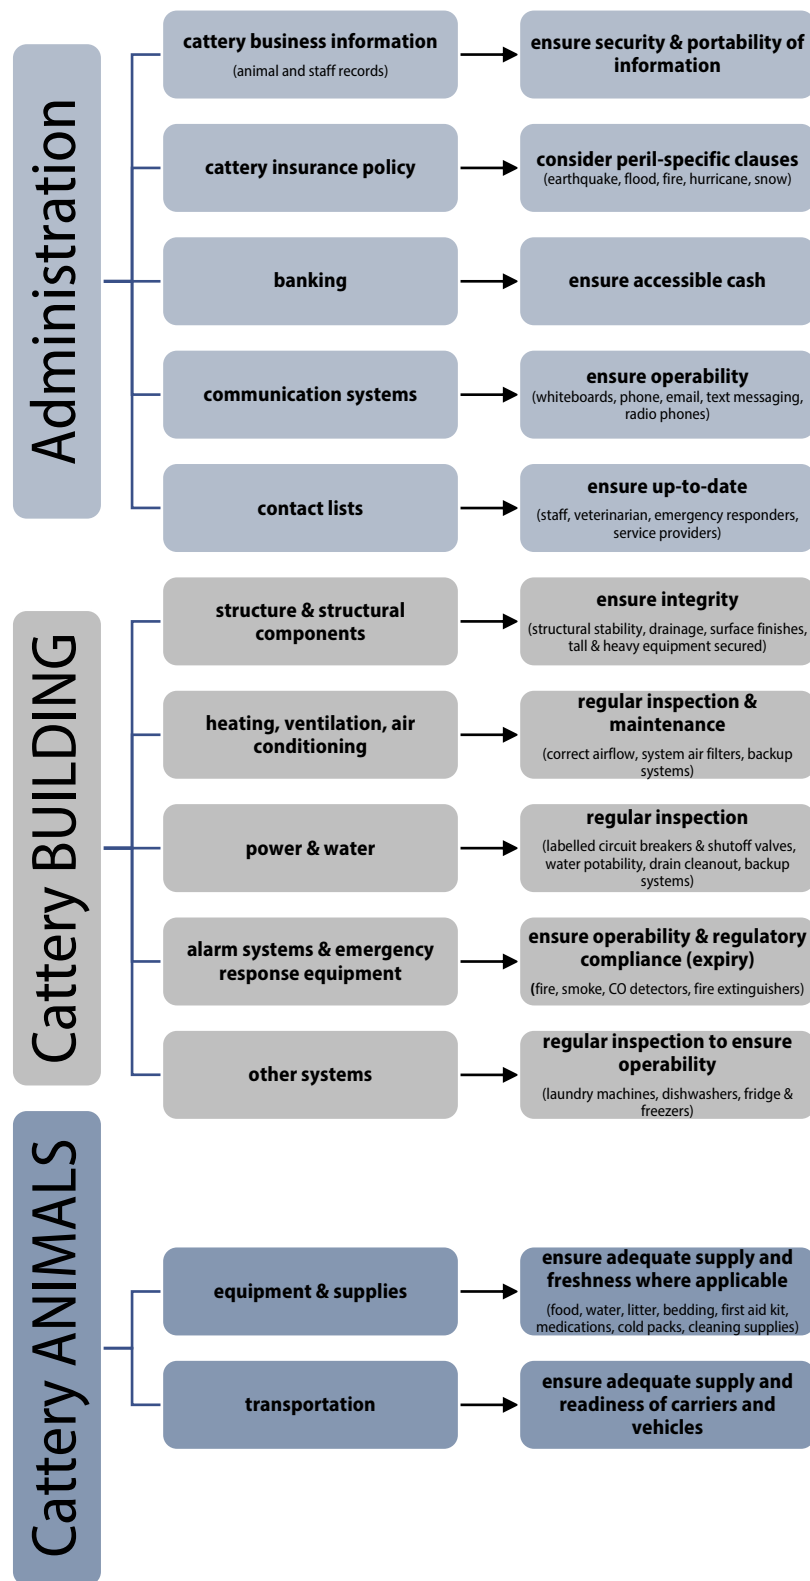 Administration
cattery business information
(animal and staff records)
ensure security & portability of
information
cattery insurance policy
consider peril-specific clauses
(earthquake, flood, fire, hurricane, snow)
banking
ensure accessible cash
communication systems
ensure operability
(whiteboards, phone, email, text messaging,
radio phones)
contact lists
ensure up-to-date
(staff, veterinarian, emergency responders,
service providers)
Cattery BUILDING
structure & structural
components
ensure integrity
(structural stability, drainage, surface finishes,
tall & heavy equipment secured)
heating, ventilation, air
conditioning
regular inspection &
maintenance
(correct airflow, system air filters, backup
systems)
power & water
regular inspection
(labelled circuit breakers & shutoff valves,
water potability, drain cleanout, backup
systems)
alarm systems & emergency
response equipment
ensure operability & regulatory
compliance (expiry)
(fire, smoke, CO detectors, fire extinguishers)
other systems
regular inspection to ensure
operability
(laundry machines, dishwashers, fridge &
freezers)
Cattery ANIMALS
equipment & supplies
ensure adequate supply and
freshness where applicable
(food, water, litter, bedding, first aid kit,
medications, cold packs, cleaning supplies)
transportation
ensure adequate supply and
readiness of carriers and
vehicles